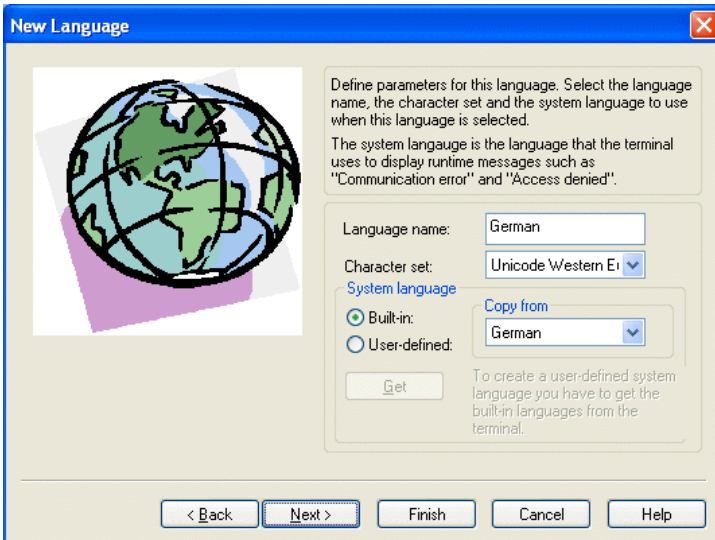 New Language
Define parameters for this language. Select the language
name, the character set and the system language to use
when this language is selected.
The system langauge is the language that the terminal
uses to display runtime messages such as
"Communication error" and "Access denied".
Language name: German
Character set: Unicode Western Eu
System language
Built-in:
User-defined:
Copy from
German
Get
To create a user-defined system
language you have to get the
built-in languages from the
terminal.
< Back Next > Finish Cancel Help